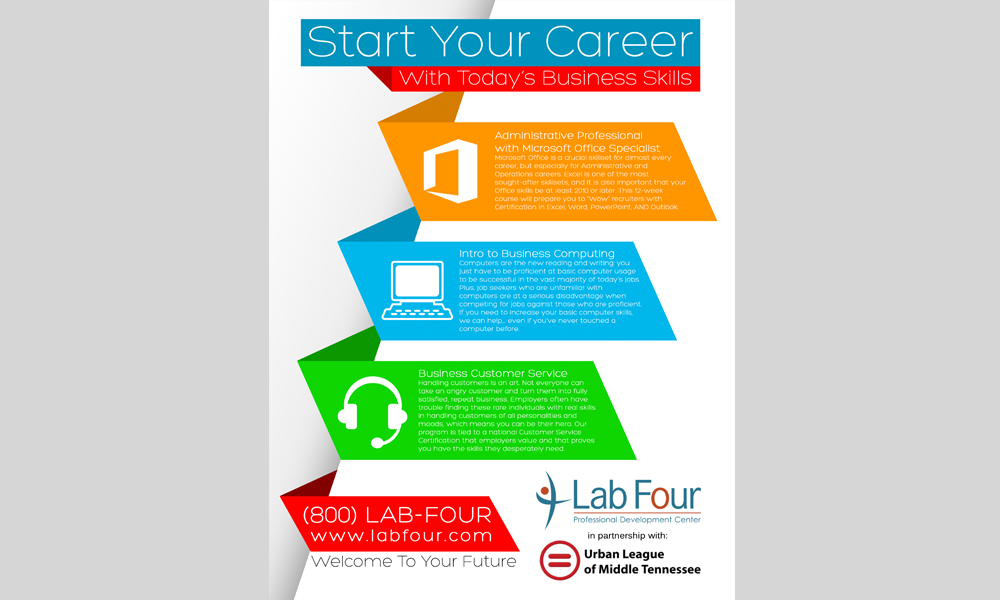 Start Your Career
With Today's Business Skills
Administrative Professional
with Microsoft Office Specialist
Microsoft Office is a crucial skillset for almost every
career, but especially for Administrative and
Operations careers. Excel is one of the most
sought-after skillsets, and it is also important that your
Office skills be at least 2010 or later. This 12-week
course will prepare you to "Wow" recruiters with
Certification in Excel, Word, PowerPoint, AND Outlook.
Intro to Business Computing
Computers are the new reading and writing: you
just have to be proficient at basic computer usage
to be successful in the vast majority of today's jobs.
Plus, job seekers who are unfamiliar with
computers are at a serious disadvantage when
competing for jobs against those who are proficient.
If you need to increase your basic computer skills,
we can help... even if you've never touched a
computer before.
Business Customer Service
Handling customers is an art. Not everyone can
take an angry customer and turn them into fully
satisfied, repeat business. Employers often have
trouble finding these rare individuals with real skills
in handling customers of all personalities and
moods, which means you can be their hero. Our
program is tied to a national Customer Service
Certification that employers value and that proves
you have the skills they desperately need.
(800) LAB-FOUR
www.labfour.com
Welcome To Your Future
Lab Four
Professional Development Center
in partnership with:
Urban League
of Middle Tennessee